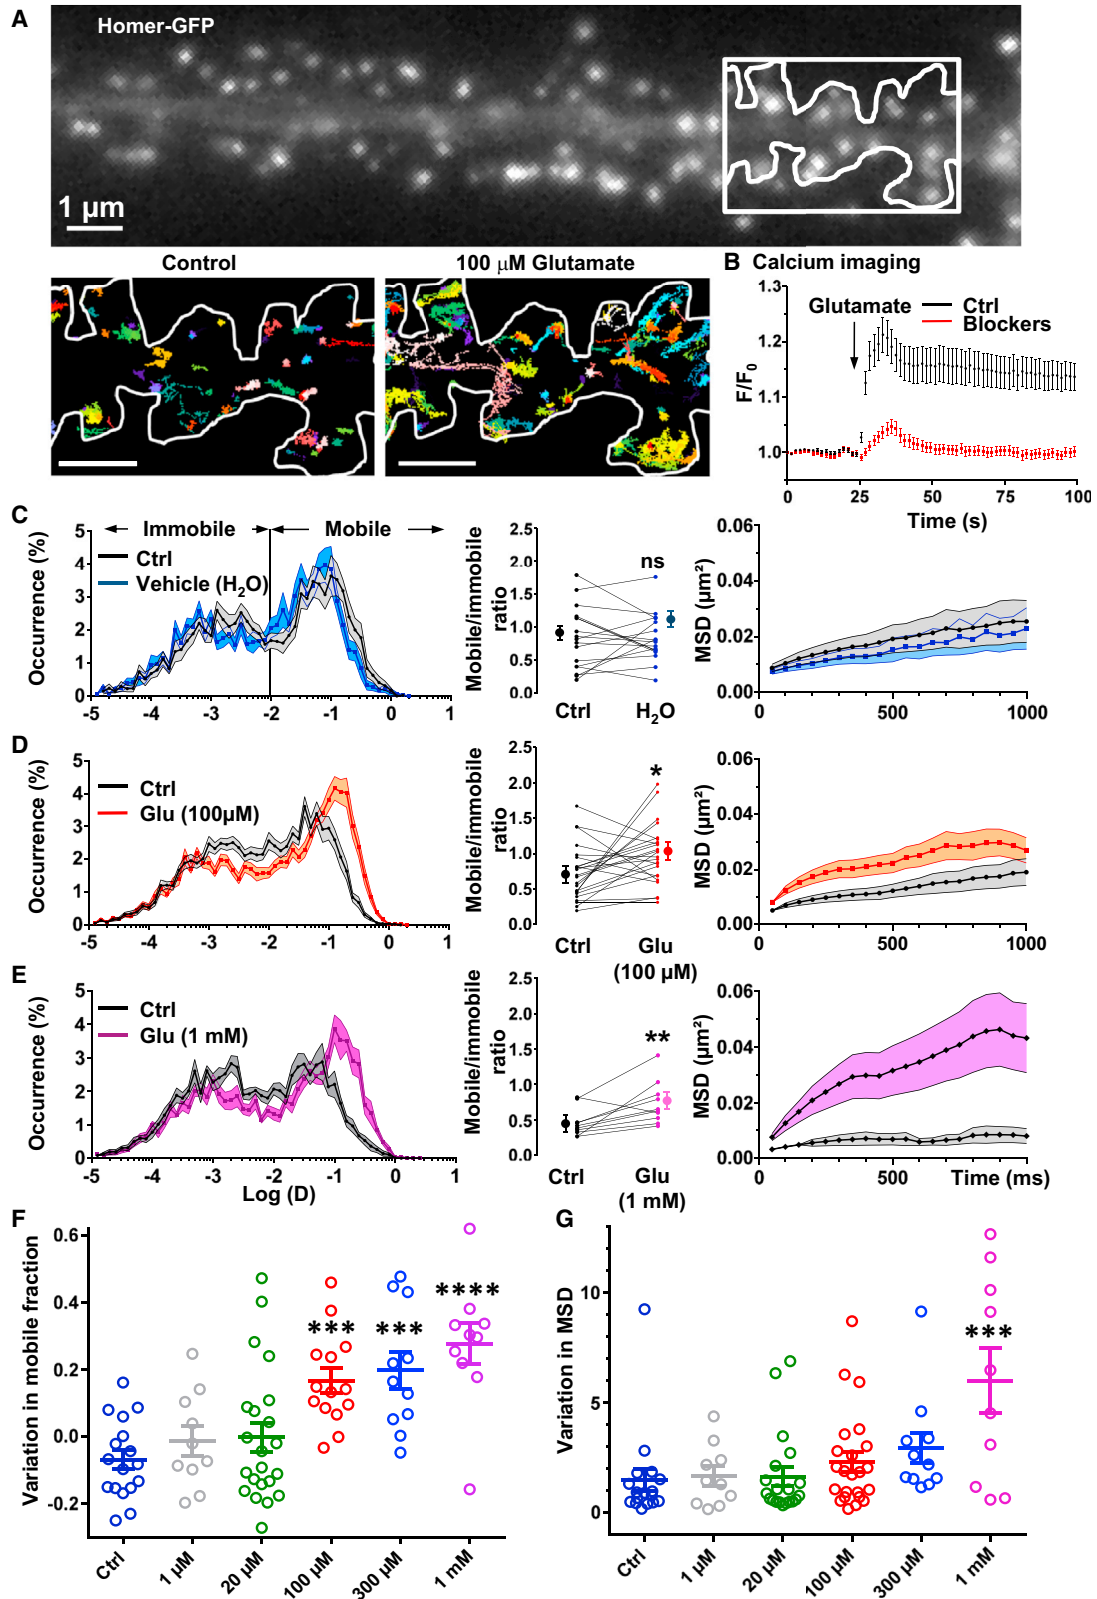 A
Homer-GFP
1 µm
Control
100 µM Glutamate
B Calcium imaging
1.3
1.2
1.1
1.0
F/F0
Glutamate
Ctrl
Blockers
0 25 50 75 100
Time (s)
C
Occurrence (%)
5
4
3
2
1
0
Immobile
Mobile
Ctrl
Vehicle (H2O)
-5 -4 -3 -2 -1 0 1
Mobile/immobile
ratio
2.5
2.0
1.5
1.0
0.5
0.0
ns
Ctrl H2O
MSD (µm²)
0.06
0.04
0.02
0.00
0 500 1000
D
Occurrence (%)
5
4
3
2
1
0
Ctrl
Glu (100µM)
-5 -4 -3 -2 -1 0 1
Mobile/immobile
ratio
2.5
2.0
1.5
1.0
0.5
0.0
*
Ctrl Glu
(100 µM)
MSD (µm²)
0.06
0.04
0.02
0.00
0 500 1000
E
Occurrence (%)
5
4
3
2
1
0
Ctrl
Glu (1 mM)
-5 -4 -3 -2 -1 0 1
Log (D)
Mobile/immobile
ratio
2.5
2.0
1.5
1.0
0.5
0.0
**
Ctrl Glu
(1 mM)
MSD (µm²)
0.06
0.04
0.02
0.00
0 500 Time (ms)
F
Variation in mobile fraction
0.6
0.4
0.2
0.0
-0.2
***
***
****
Ctrl
1 µM
20 µM
100 µM
300 µM
1 mM
G
Variation in MSD
10
5
0
***
Ctrl
1 µM
20 µM
100 µM
300 µM
1 mM